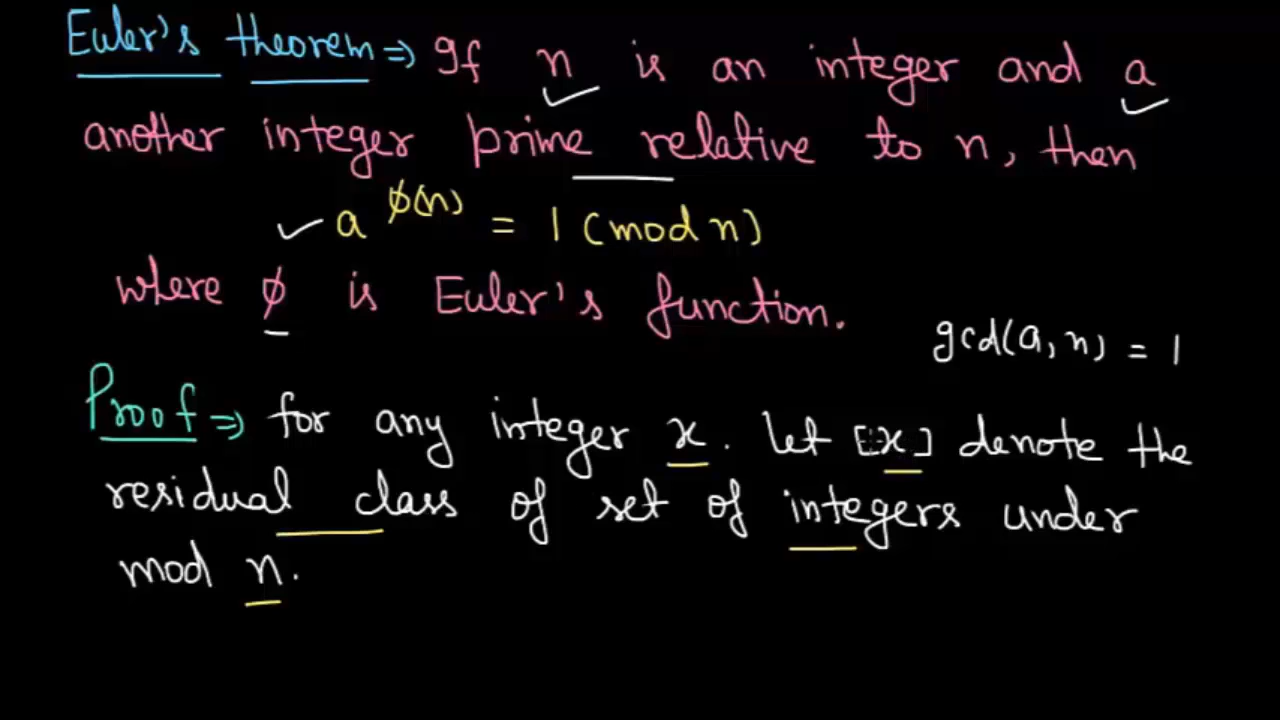 Euler's theorem ⇒ If n is an integer and a
another integer prime relative to n, then
a^ϕ(n) = 1 (mod n)
where ϕ is Euler's function.
gcd(a, n) = 1
Proof ⇒ for any integer x. Let [x] denote the
residual class of set of integers under
mod n.